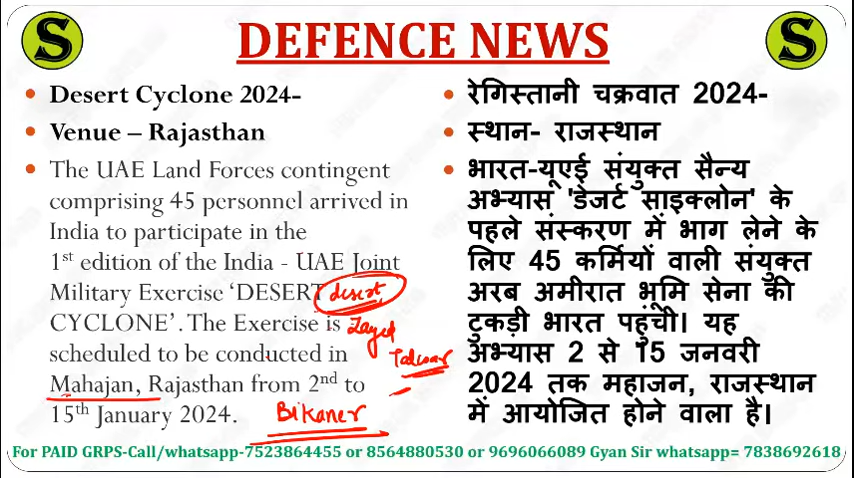 S
DEFENCE NEWS
S
• Desert Cyclone 2024-
• Venue – Rajasthan
• The UAE Land Forces contingent
comprising 45 personnel arrived in
India to participate in the
1st edition of the India - UAE Joint
Military Exercise ‘DESERT
CYCLONE’. The Exercise is
scheduled to be conducted in
Mahajan, Rajasthan from 2nd to
15th January 2024.
desert
Zayed
Bikaner
• रेगिस्तानी चक्रवात 2024-
• स्थान- राजस्थान
• भारत-यूएई संयुक्त सैन्य
अभ्यास 'डेजर्ट साइक्लोन' के
पहले संस्करण में भाग लेने के
लिए 45 कर्मियों वाली संयुक्त
अरब अमीरात भूमि सेना की
टुकड़ी भारत पहुंची। यह
अभ्यास 2 से 15 जनवरी
2024 तक महाजन, राजस्थान
में आयोजित होने वाला है।
For PAID GRPS-Call/whatsapp-7523864455 or 8564880530 or 9696066089 Gyan Sir whatsapp= 7838692618